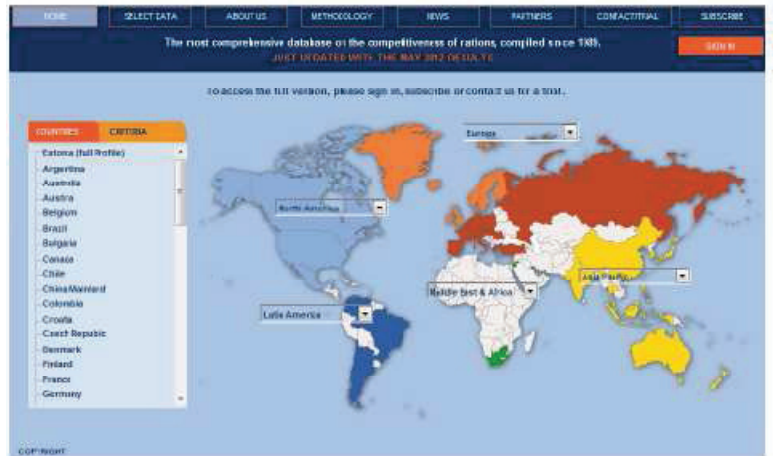 HOME SELECT DATA ABOUT US METHODOLOGY NEWS PARTNERS CONTACT/TRIAL SUBSCRIBE
The most comprehensive database on the competitiveness of nations, compiled since 1989.
JUST UPDATED WITH THE MAY 2012 RESULTS
SIGN IN
To access the full version, please sign in, subscribe or contact us for a trial.
COUNTRIES CRITERIA
Estonia (full Profile)
Argentina
Australia
Austria
Belgium
Brazil
Bulgaria
Canada
Chile
China Mainland
Colombia
Croatia
Czech Republic
Denmark
Finland
France
Germany
Europe
North America
Asia Pacific
Middle East & Africa
Latin America
COPYRIGHT